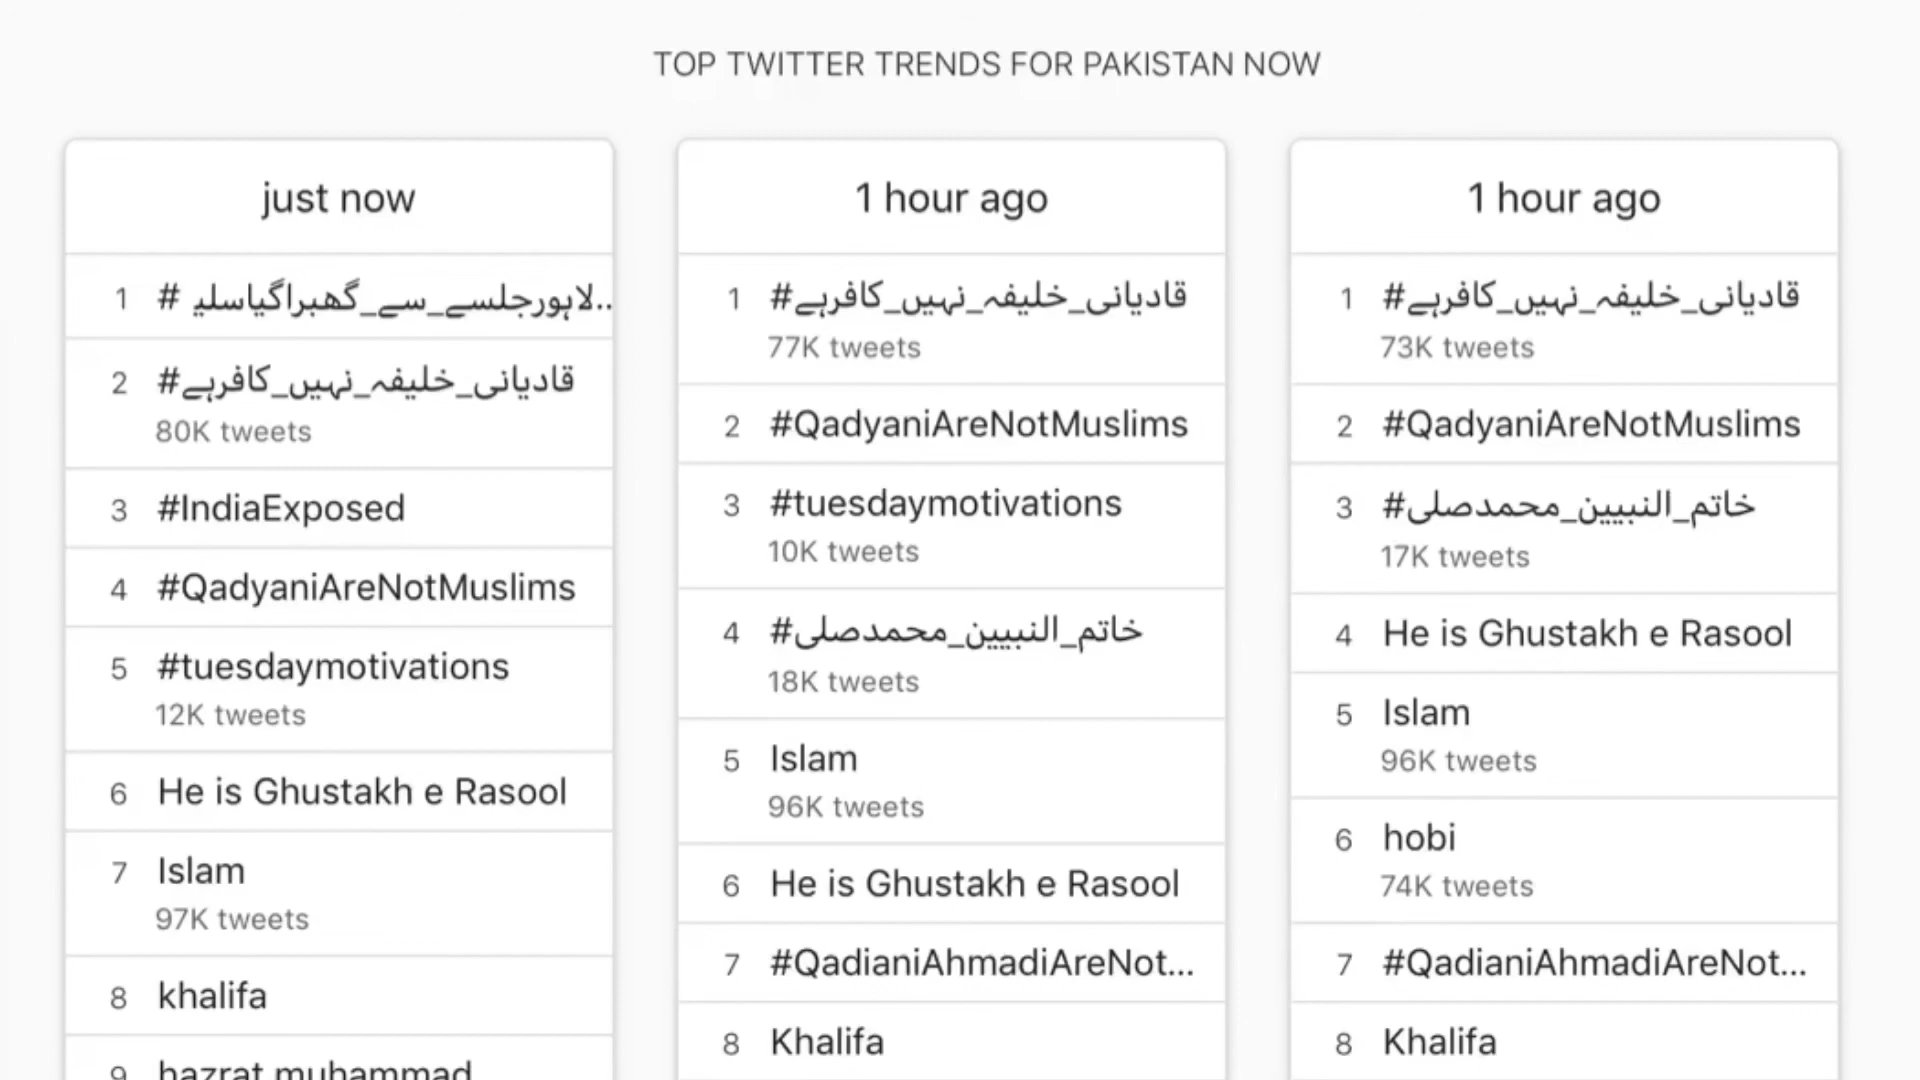 TOP TWITTER TRENDS FOR PAKISTAN NOW
just now
1 # لاہورجلسے_سے_گھبراگیاسلی...
2 #قادیانی_خلیفہ_نہیں_کافرہے
80K tweets
3 #IndiaExposed
4 #QadyaniAreNotMuslims
5 #tuesdaymotivations
12K tweets
6 He is Ghustakh e Rasool
7 Islam
97K tweets
8 khalifa
9 hazrat muhammad
1 hour ago
1 #قادیانی_خلیفہ_نہیں_کافرہے
77K tweets
2 #QadyaniAreNotMuslims
3 #tuesdaymotivations
10K tweets
4 #خاتم_النبیین_محمدصلی
18K tweets
5 Islam
96K tweets
6 He is Ghustakh e Rasool
7 #QadianiAhmadiAreNot...
8 Khalifa
1 hour ago
1 #قادیانی_خلیفہ_نہیں_کافرہے
73K tweets
2 #QadyaniAreNotMuslims
3 #خاتم_النبیین_محمدصلی
17K tweets
4 He is Ghustakh e Rasool
5 Islam
96K tweets
6 hobi
74K tweets
7 #QadianiAhmadiAreNot...
8 Khalifa